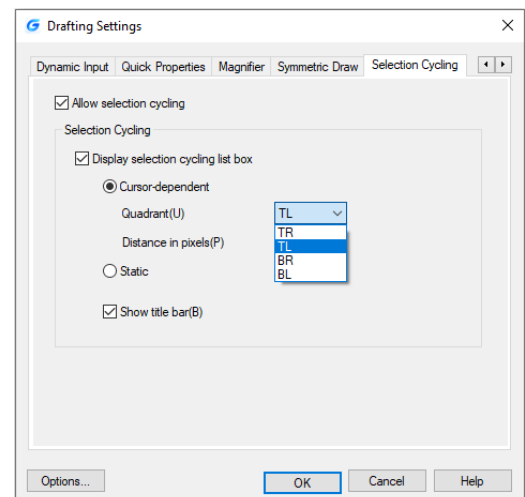 Drafting Settings
Dynamic Input Quick Properties Magnifier Symmetric Draw Selection Cycling
Allow selection cycling
Selection Cycling
Display selection cycling list box
Cursor-dependent
Quadrant(U) TL
Distance in pixels(P) TR
TL
BR
Static BL
Show title bar(B)
Options... OK Cancel Help